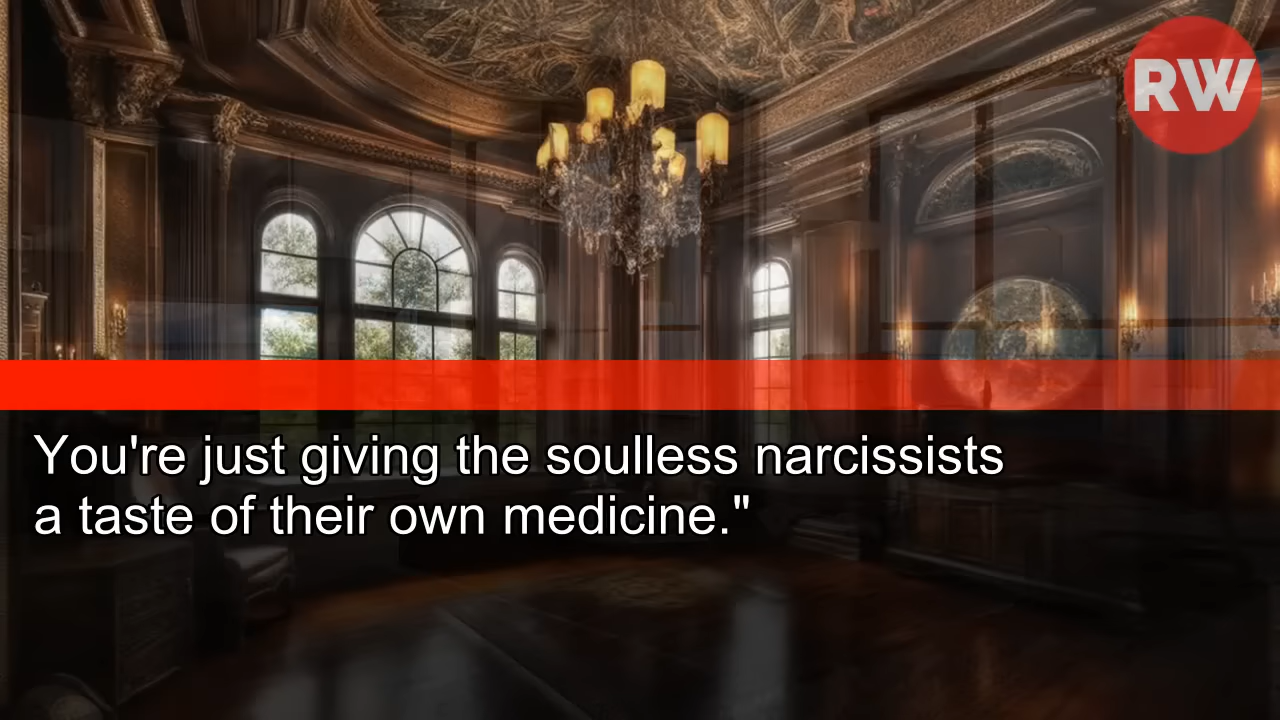 RW
You're just giving the soulless narcissists
a taste of their own medicine."